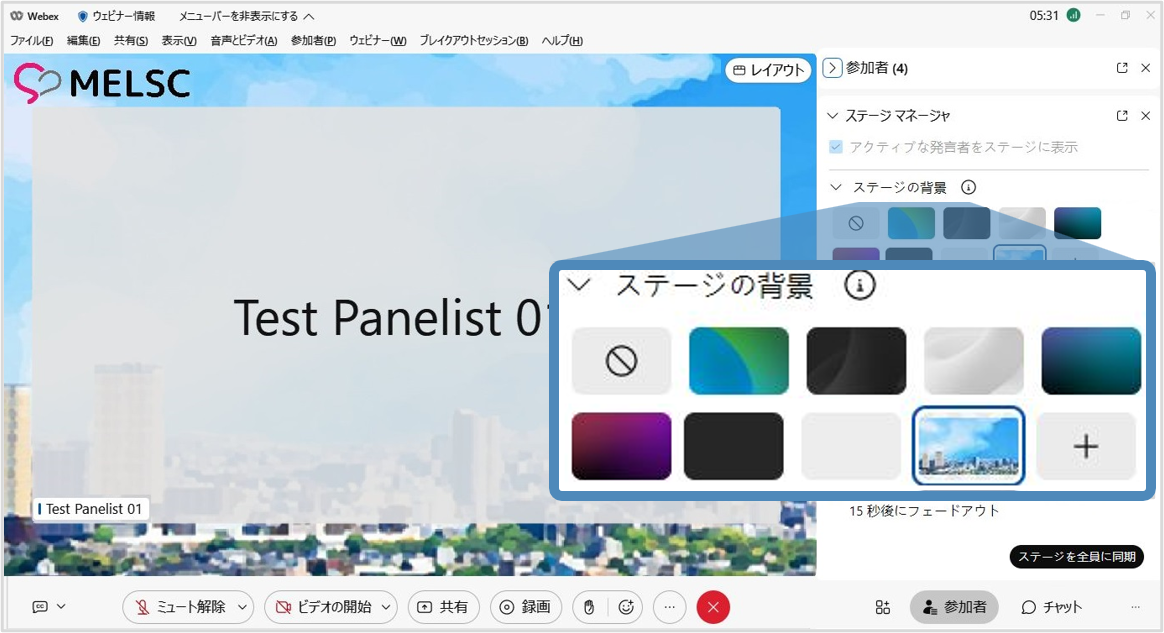 Webex ウェビナー情報 メニューバーを非表示にする 05:31
ファイル(F) 編集(E) 共有(S) 表示(V) 音声とビデオ(A) 参加者(P) ウェビナー(W) ブレイクアウトセッション(B) ヘルプ(H)
MELSC
レイアウト
参加者 (4)
ステージ マネージャ
アクティブな発言者をステージに表示
ステージの背景
ステージの背景
Test Panelist 01
Test Panelist 01
15 秒後にフェードアウト
ステージを全員に同期
CC ミュート解除 ビデオの開始 共有 録画 参加者 チャット